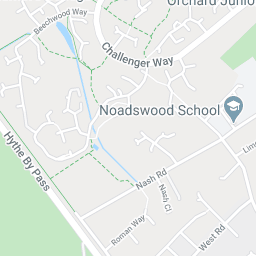 Orchard Junio
Beechwood Way
Challenger Way
Noadswood School
Hythe By Pass
Lime
Nash Rd
Nash Cl
Roman Way
West Rd